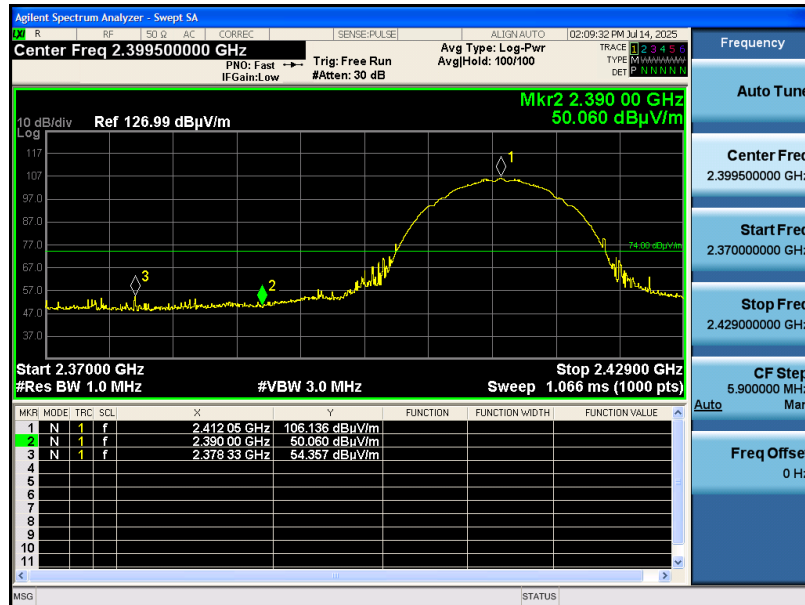 Agilent Spectrum Analyzer - Swept SA
LXI R RF 50 Ω AC CORREC SENSE:PULSE ALIGN AUTO 02:09:32 PM Jul 14, 2025
Center Freq 2.399500000 GHz
PNO: Fast
IFGain:Low
Trig: Free Run
#Atten: 30 dB
Avg Type: Log-Pwr
Avg|Hold: 100/100
TRACE 1 2 3 4 5 6
TYPE M WWWWW
DET P N N N N N
Mkr2 2.390 00 GHz
50.060 dBµV/m
10 dB/div Ref 126.99 dBµV/m
Log
117
107
97.0
87.0
77.0
67.0
57.0
47.0
37.0
1
2
3
74.00 dBµV/m
Start 2.37000 GHz Stop 2.42900 GHz
#Res BW 1.0 MHz #VBW 3.0 MHz Sweep 1.066 ms (1000 pts)
MKR MODE TRC SCL X Y FUNCTION FUNCTION WIDTH FUNCTION VALUE
1 N 1 f 2.412 05 GHz 106.136 dBµV/m
2 N 1 f 2.390 00 GHz 50.060 dBµV/m
3 N 1 f 2.378 33 GHz 54.357 dBµV/m
4
5
6
7
8
9
10
11
MSG STATUS
Frequency
Auto Tune
Center Freq
2.399500000 GHz
Start Freq
2.370000000 GHz
Stop Freq
2.429000000 GHz
CF Step
5.900000 MHz
Auto Man
Freq Offset
0 Hz